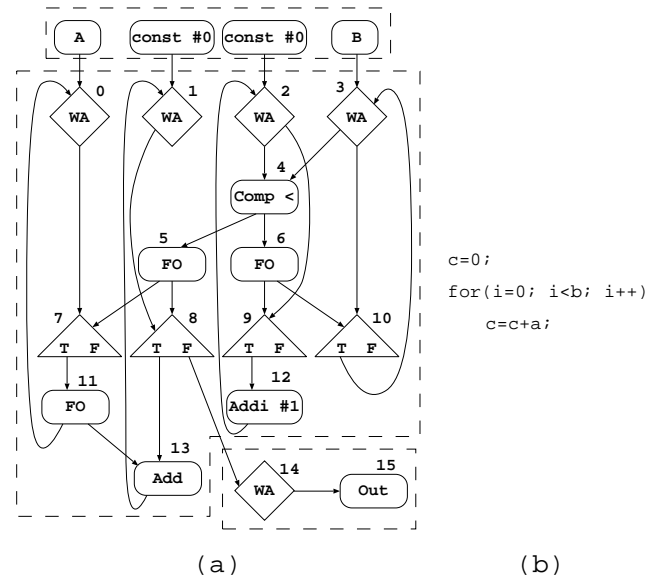 A const #0 const #0 B
0 1 2 3
WA WA WA WA
4
Comp <
5 6
FO FO
7 8 9 10
T F T F T F T F
11 12
FO Addi #1
13
Add
14 15
WA Out
(a)
c=0;
for(i=0; i<b; i++)
c=c+a;
(b)